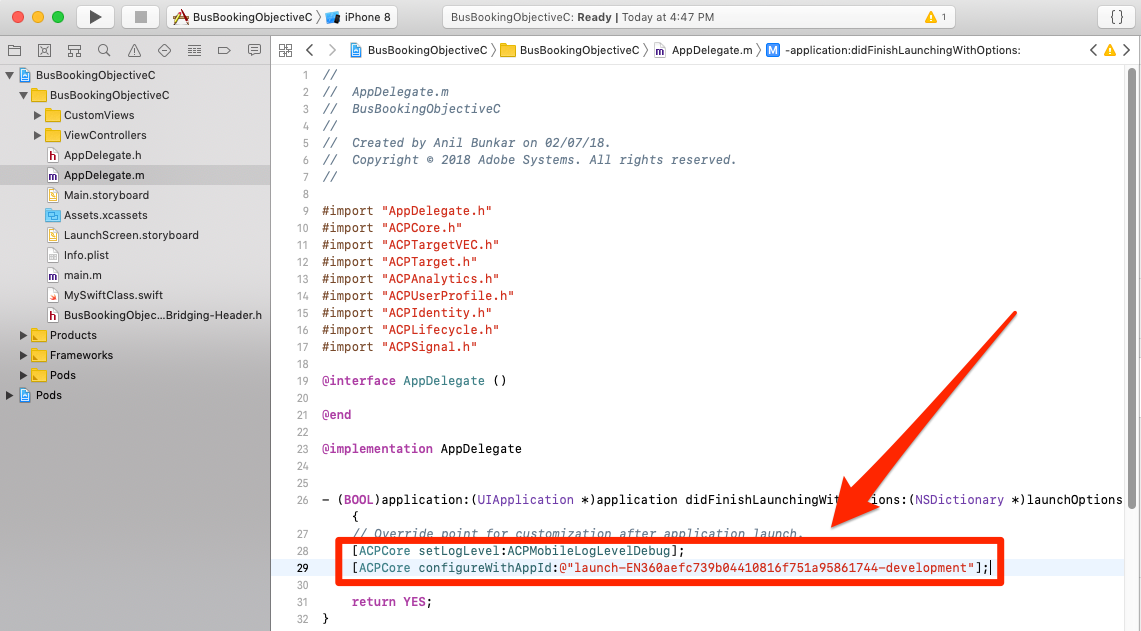 BusBookingObjectiveC
iPhone 8
BusBookingObjectiveC: Ready | Today at 4:47 PM
1
{ }
BusBookingObjectiveC
BusBookingObjectiveC
AppDelegate.m
M
-application:didFinishLaunchingWithOptions:
BusBookingObjectiveC
BusBookingObjectiveC
CustomViews
ViewControllers
h AppDelegate.h
m AppDelegate.m
Main.storyboard
Assets.xcassets
LaunchScreen.storyboard
Info.plist
m main.m
MySwiftClass.swift
h BusBookingObjec...Bridging-Header.h
Products
Frameworks
Pods
Pods
1 //
2 //  AppDelegate.m
3 //  BusBookingObjectiveC
4 //
5 //  Created by Anil Bunkar on 02/07/18.
6 //  Copyright © 2018 Adobe Systems. All rights reserved.
7 //
8
9 #import "AppDelegate.h"
10 #import "ACPCore.h"
11 #import "ACPTargetVEC.h"
12 #import "ACPTarget.h"
13 #import "ACPAnalytics.h"
14 #import "ACPUserProfile.h"
15 #import "ACPIdentity.h"
16 #import "ACPLifecycle.h"
17 #import "ACPSignal.h"
18
19 @interface AppDelegate ()
20
21 @end
22
23 @implementation AppDelegate
24
25
26 - (BOOL)application:(UIApplication *)application didFinishLaunchingWit ions:(NSDictionary *)launchOptions
{
27 // Override point for customization after application launch.
28 [ACPCore setLogLevel:ACPMobileLogLevelDebug];
29 [ACPCore configureWithAppId:@"launch-EN360aefc739b04410816f751a95861744-development"];
30
31 return YES;
32 }